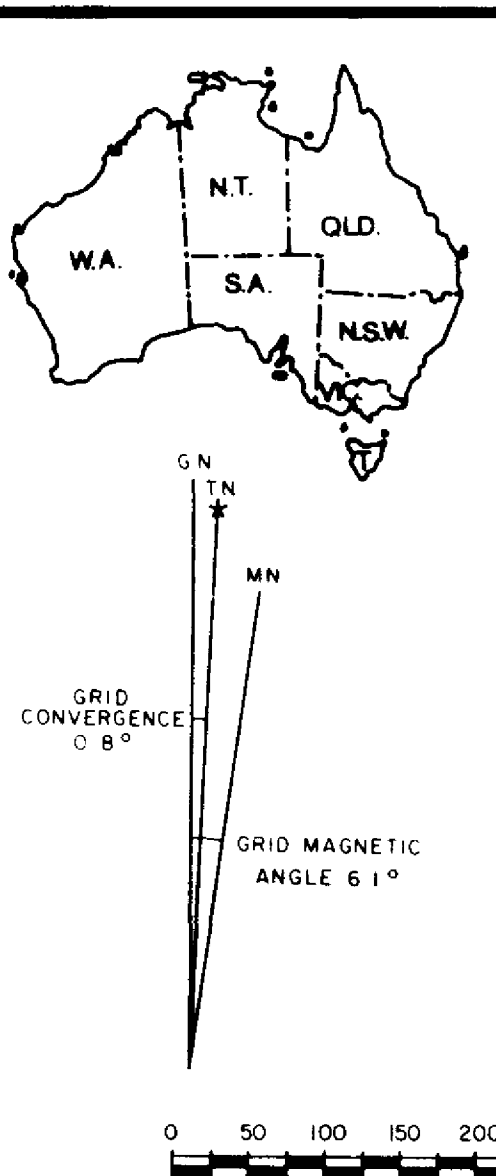 N.T.
QLD.
W.A.
S.A.
N.S.W.
T
GN
TN
MN
GRID
CONVERGENCE
0 8°
GRID MAGNETIC
ANGLE 6 1°
0 50 100 150 200